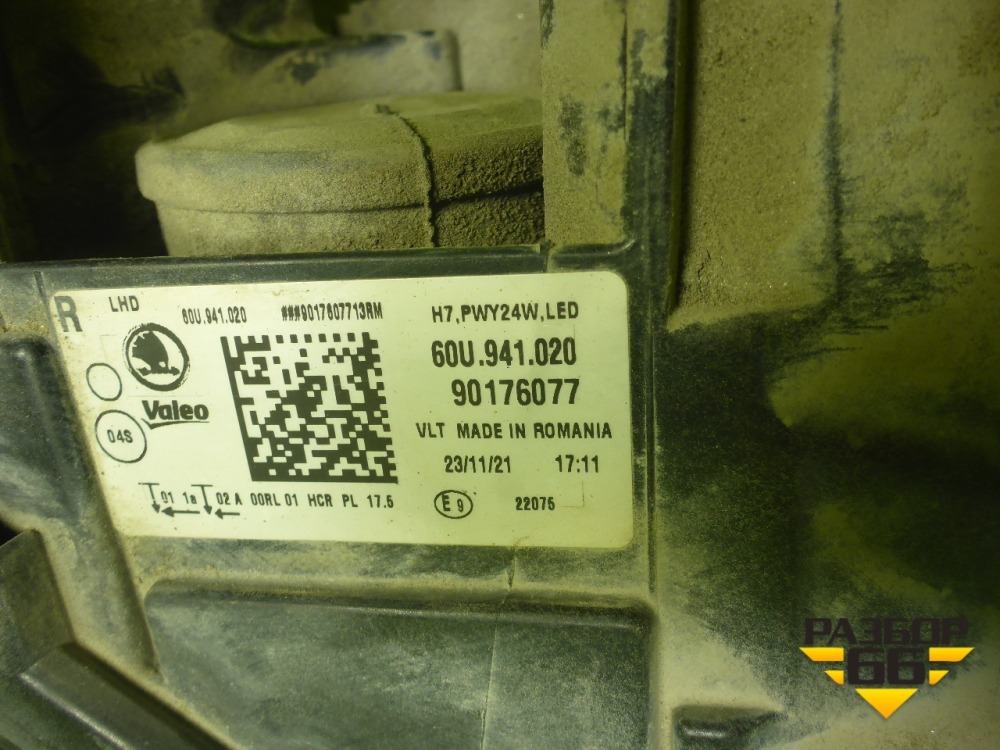 R LHD 60U.941.020 ###9017607713RM H7,PWY24W,LED
60U.941.020
90176077
Valeo
04S
VLT MADE IN ROMANIA
23/11/21 17:11
01 1a 02 A 00RL 01 HCR PL 17.5
E 9 22075
РАЗБОР
66